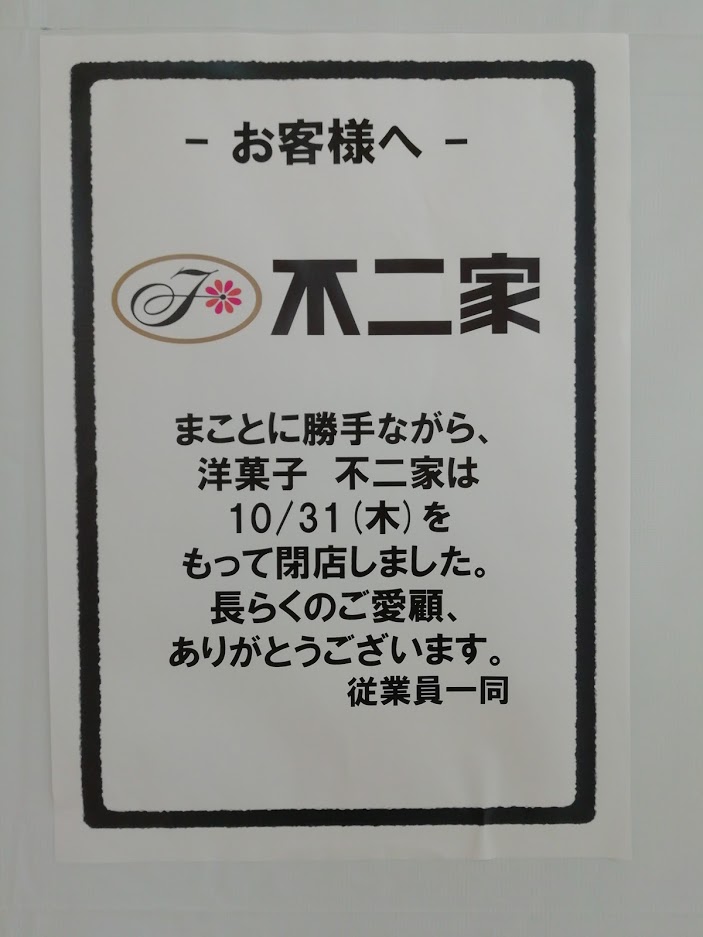 - お客様へ -
F 不二家
まことに勝手ながら、
洋菓子　不二家は
10/31(木)を
もって閉店しました。
長らくのご愛顧、
ありがとうございます。
従業員一同